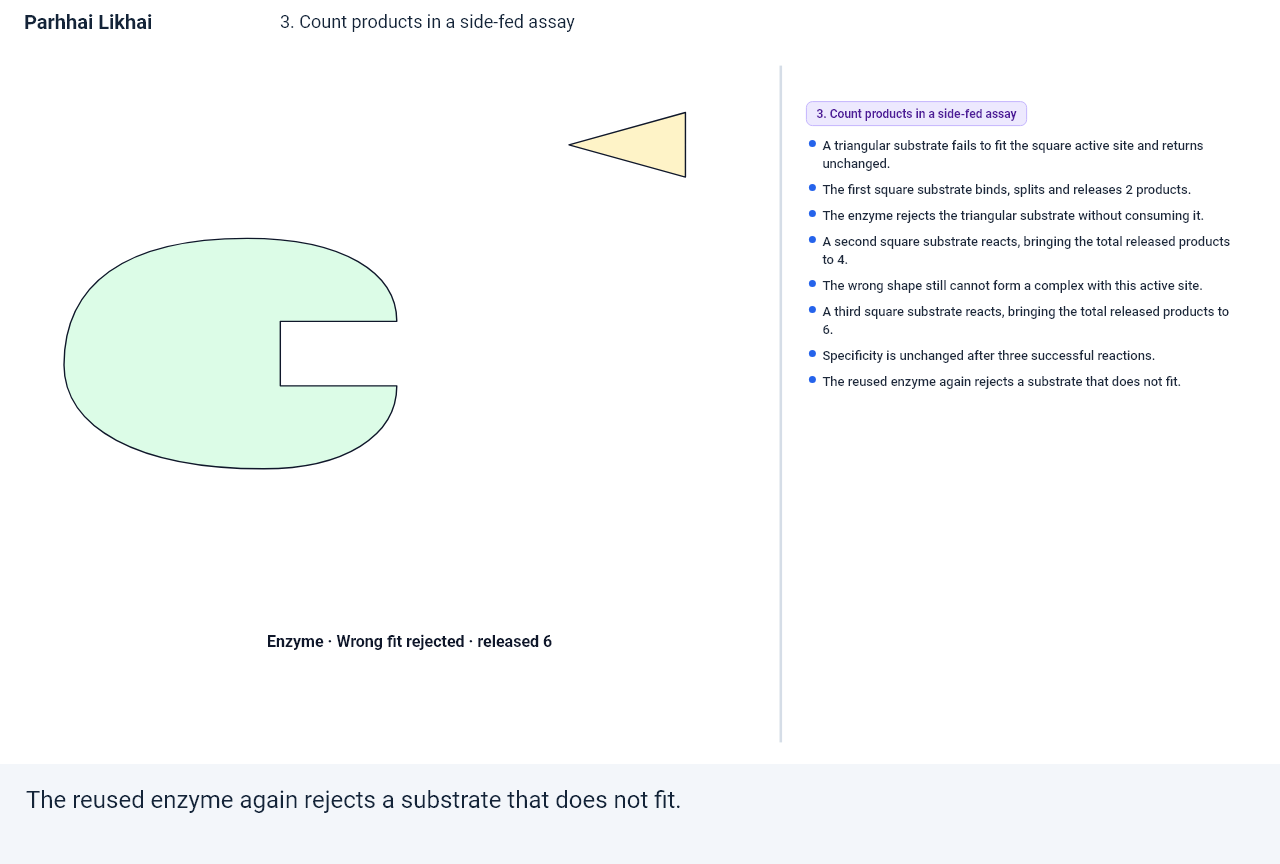 Parhhai Likhai
3. Count products in a side-fed assay
3. Count products in a side-fed assay
A triangular substrate fails to fit the square active site and returns
unchanged.
The first square substrate binds, splits and releases 2 products.
The enzyme rejects the triangular substrate without consuming it.
A second square substrate reacts, bringing the total released products
to 4.
The wrong shape still cannot form a complex with this active site.
A third square substrate reacts, bringing the total released products to
6.
Specificity is unchanged after three successful reactions.
The reused enzyme again rejects a substrate that does not fit.
Enzyme · Wrong fit rejected · released 6
The reused enzyme again rejects a substrate that does not fit.